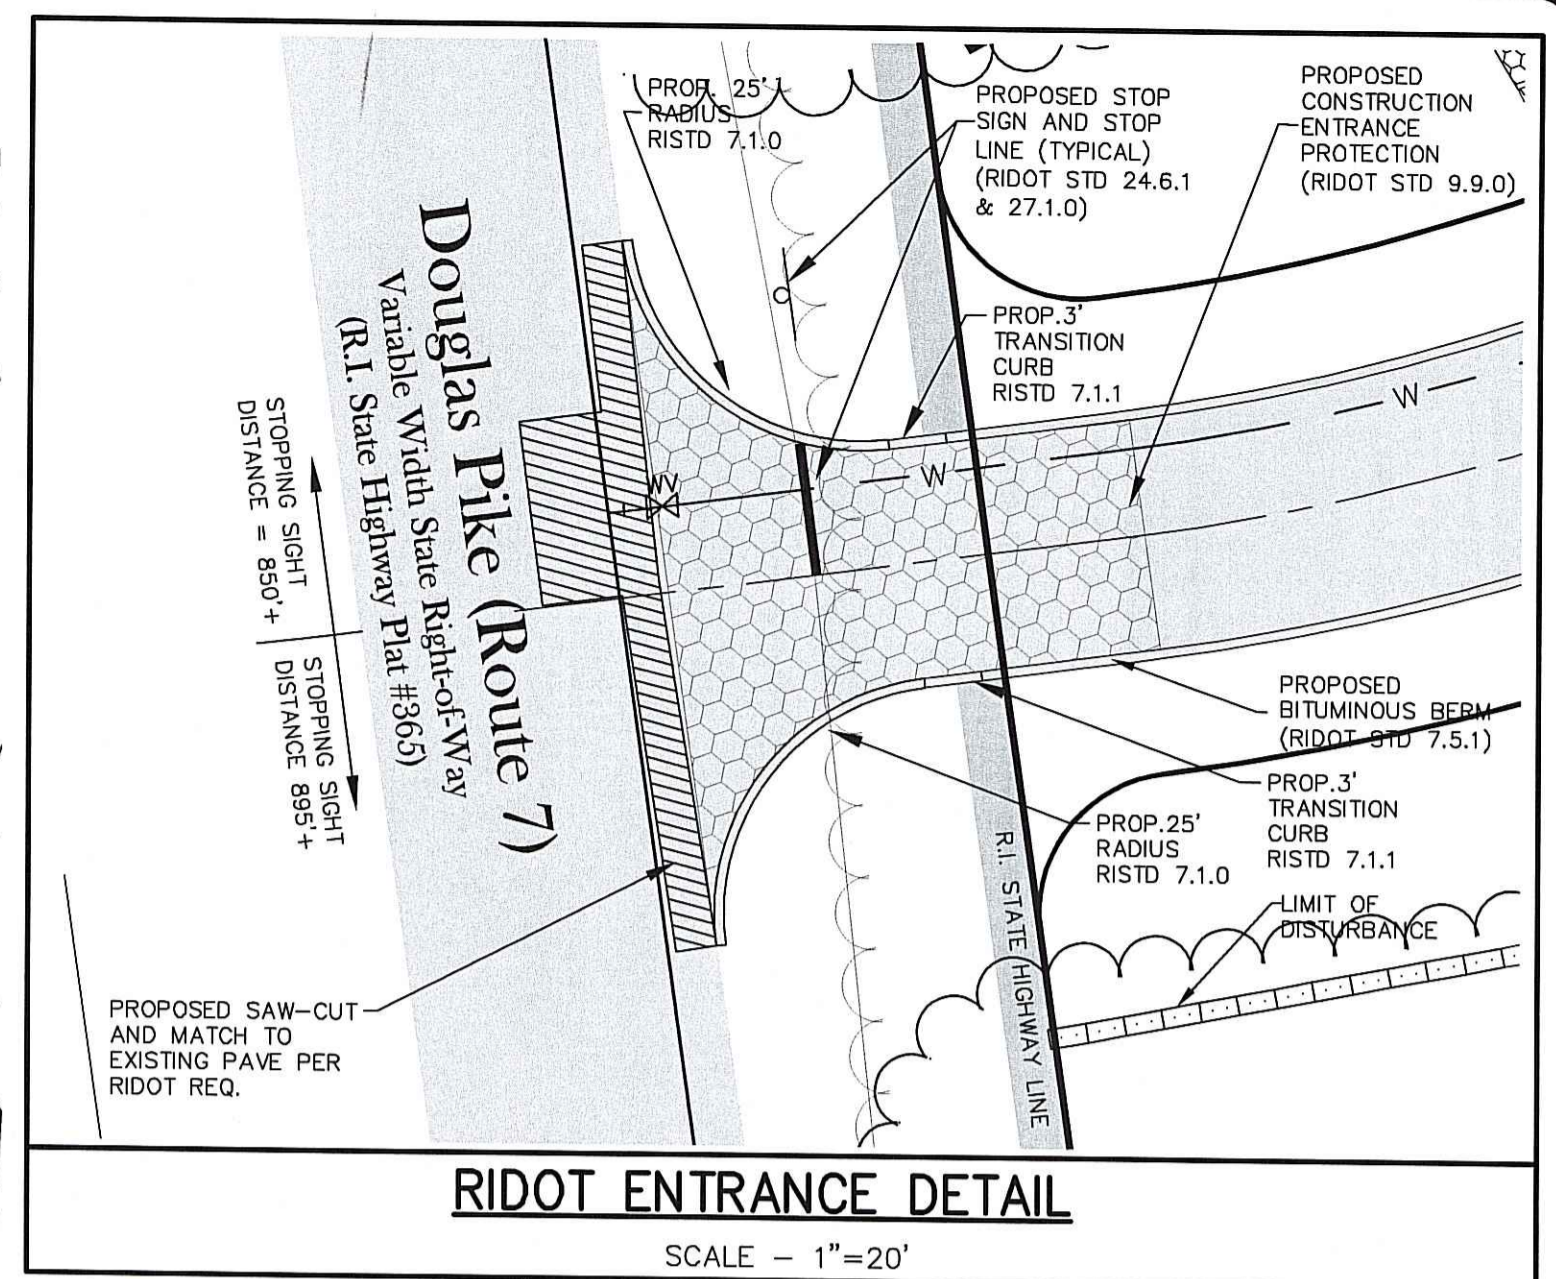 PROP. 25'
RADIUS
RISTD 7.1.0
PROPOSED STOP
SIGN AND STOP
LINE (TYPICAL)
(RIDOT STD 24.6.1
& 27.1.0)
PROPOSED
CONSTRUCTION
ENTRANCE
PROTECTION
(RIDOT STD 9.9.0)
PROP.3'
TRANSITION
CURB
RISTD 7.1.1
Douglas Pike (Route 7)
Variable Width State Right-of-Way
(R.I. State Highway Plat #365)
STOPPING SIGHT
DISTANCE = 850'+
STOPPING SIGHT
DISTANCE 895'+
WV
W
W
PROPOSED
BITUMINOUS BERM
(RIDOT STD 7.5.1)
PROP.3'
TRANSITION
CURB
RISTD 7.1.1
PROP.25'
RADIUS
RISTD 7.1.0
R.I. STATE HIGHWAY LINE
LIMIT OF
DISTURBANCE
PROPOSED SAW-CUT
AND MATCH TO
EXISTING PAVE PER
RIDOT REQ.
RIDOT ENTRANCE DETAIL
SCALE - 1"=20'